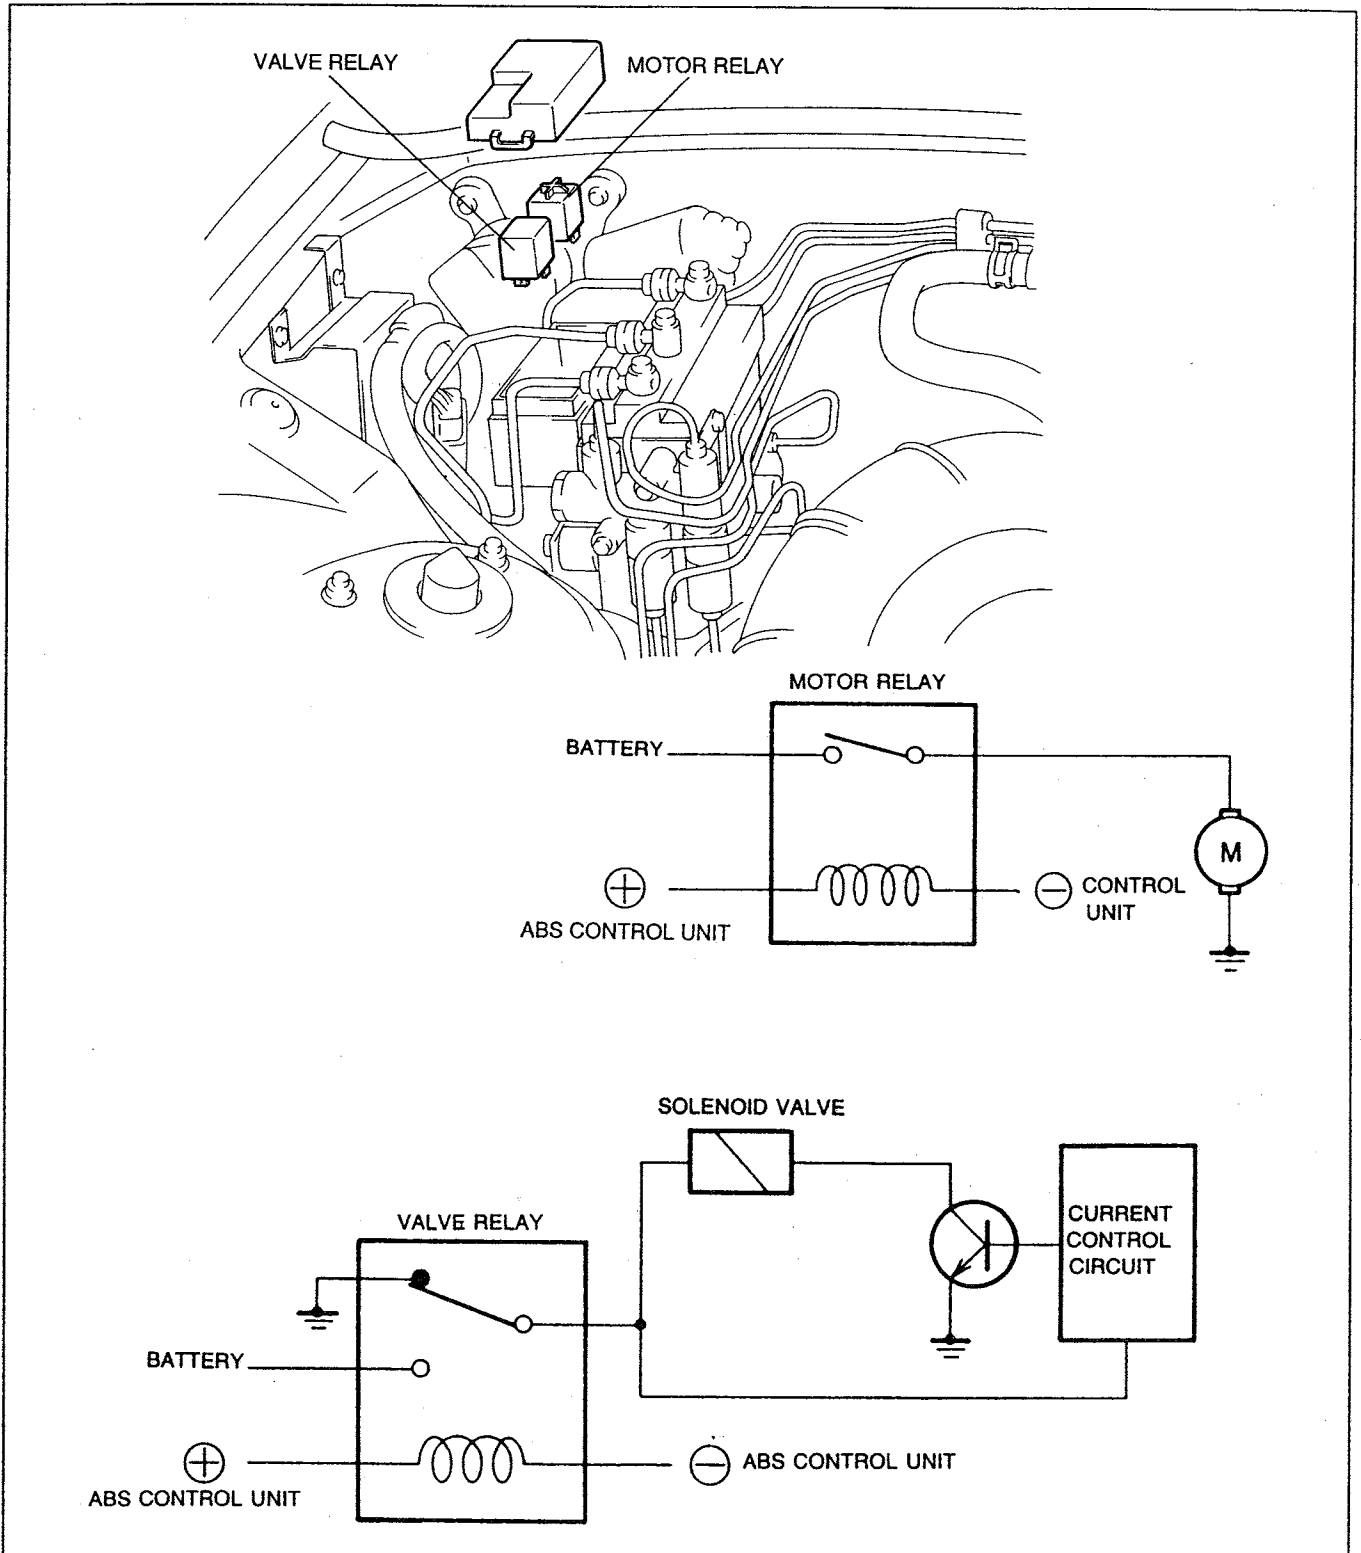 VALVE RELAY
MOTOR RELAY
MOTOR RELAY
BATTERY
M
ABS CONTROL UNIT
CONTROL
UNIT
SOLENOID VALVE
VALVE RELAY
CURRENT
CONTROL
CIRCUIT
BATTERY
ABS CONTROL UNIT
ABS CONTROL UNIT